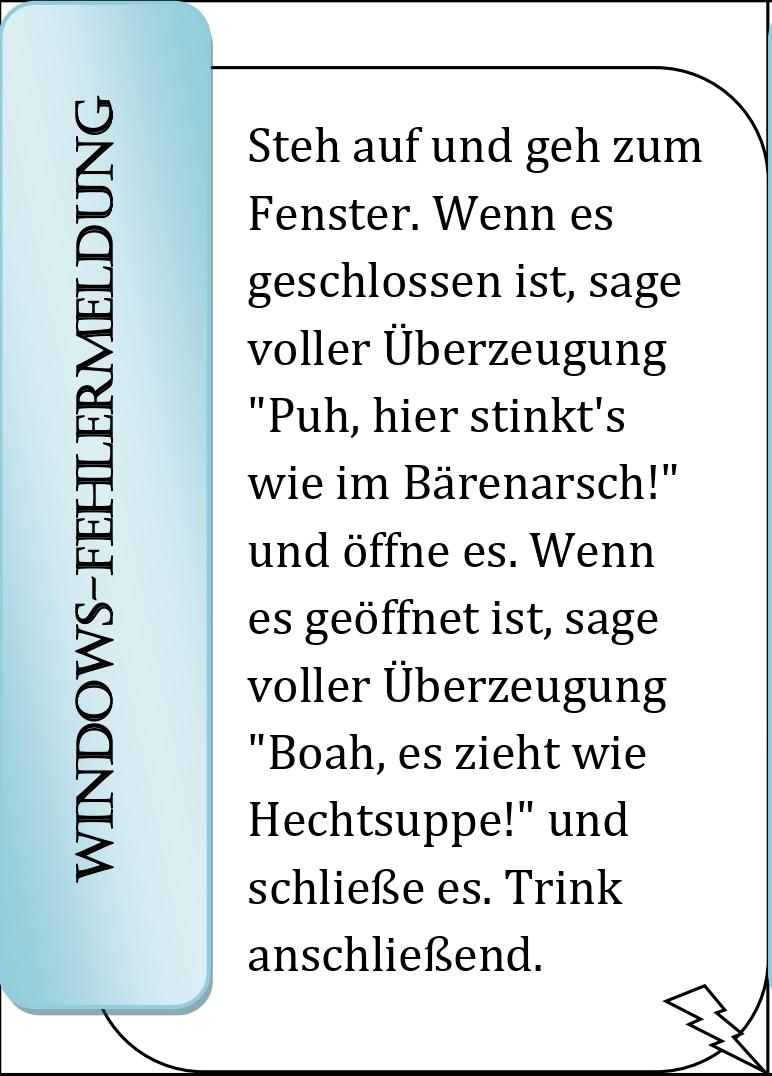 WINDOWS-FEHLERMELDUNG
Steh auf und geh zum
Fenster. Wenn es
geschlossen ist, sage
voller Überzeugung
"Puh, hier stinkt's
wie im Bärenarsch!"
und öffne es. Wenn
es geöffnet ist, sage
voller Überzeugung
"Boah, es zieht wie
Hechtsuppe!" und
schließe es. Trink
anschließend.